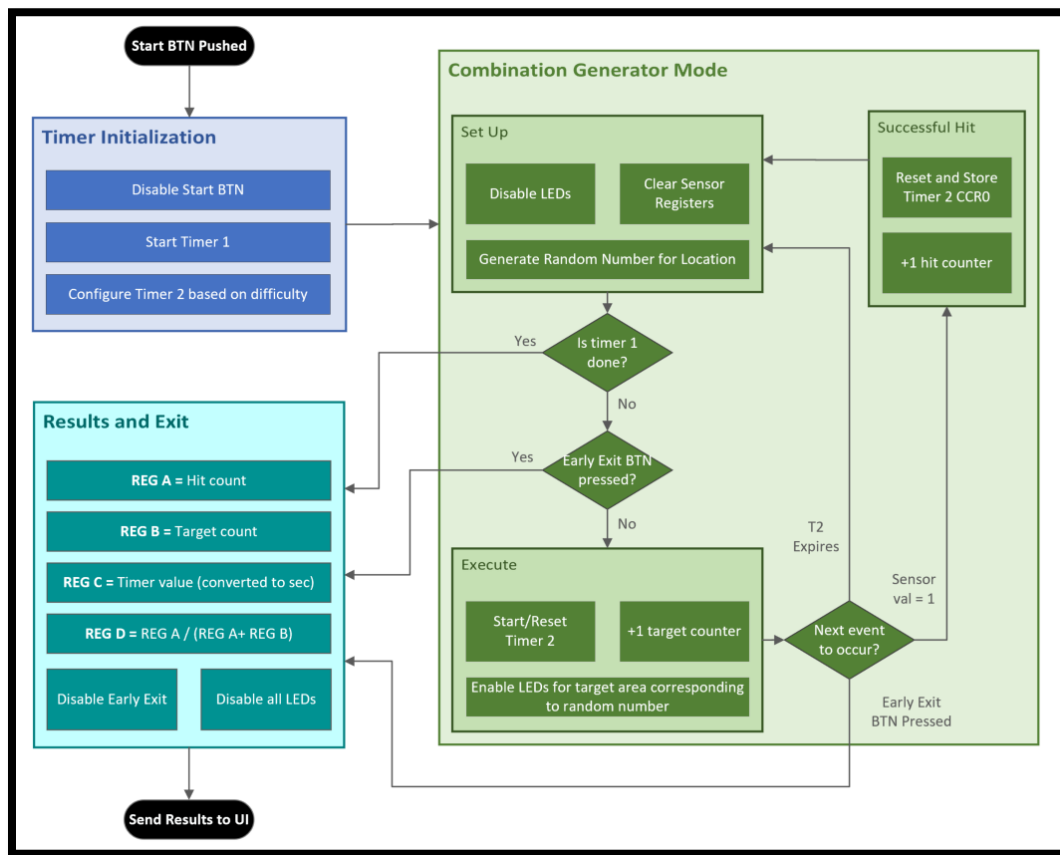 Start BTN Pushed
Timer Initialization
Disable Start BTN
Start Timer 1
Configure Timer 2 based on difficulty
Combination Generator Mode
Set Up
Disable LEDs
Clear Sensor
Registers
Generate Random Number for Location
Successful Hit
Reset and Store
Timer 2 CCR0
+1 hit counter
Is timer 1
done?
Yes
No
Early Exit BTN
pressed?
Yes
No
Execute
Start/Reset
Timer 2
+1 target counter
Enable LEDs for target area corresponding
to random number
Next event
to occur?
T2
Expires
Sensor
val = 1
Early Exit
BTN Pressed
Results and Exit
REG A = Hit count
REG B = Target count
REG C = Timer value (converted to sec)
REG D = REG A / (REG A+ REG B)
Disable Early Exit
Disable all LEDs
Send Results to UI